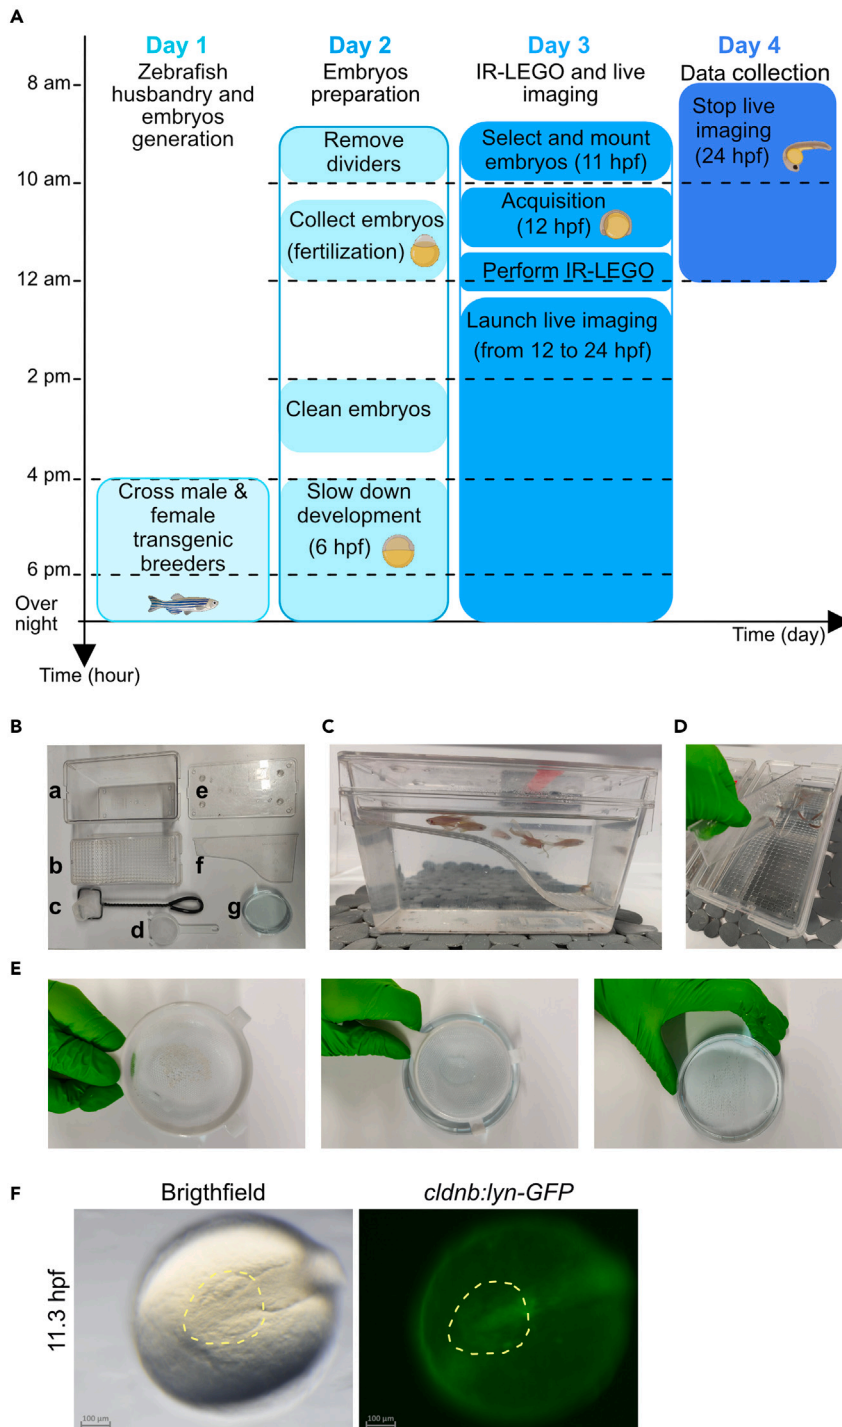 A
Day 1
Zebrafish
husbandry and
embryos
generation
Day 2
Embryos
preparation
Day 3
IR-LEGO and live
imaging
Day 4
Data collection
8 am
10 am
12 am
2 pm
4 pm
6 pm
Over
night
Time (hour)
Time (day)
Cross male &
female
transgenic
breeders
Remove
dividers
Collect embryos
(fertilization)
Clean embryos
Slow down
development
(6 hpf)
Select and mount
embryos (11 hpf)
Acquisition
(12 hpf)
Perform IR-LEGO
Launch live imaging
(from 12 to 24 hpf)
Stop live
imaging
(24 hpf)
B
a
b
c
d
e
f
g
C
D
E
F
Brigthfield
cldnb:lyn-GFP
11.3 hpf
100 µm
100 µm